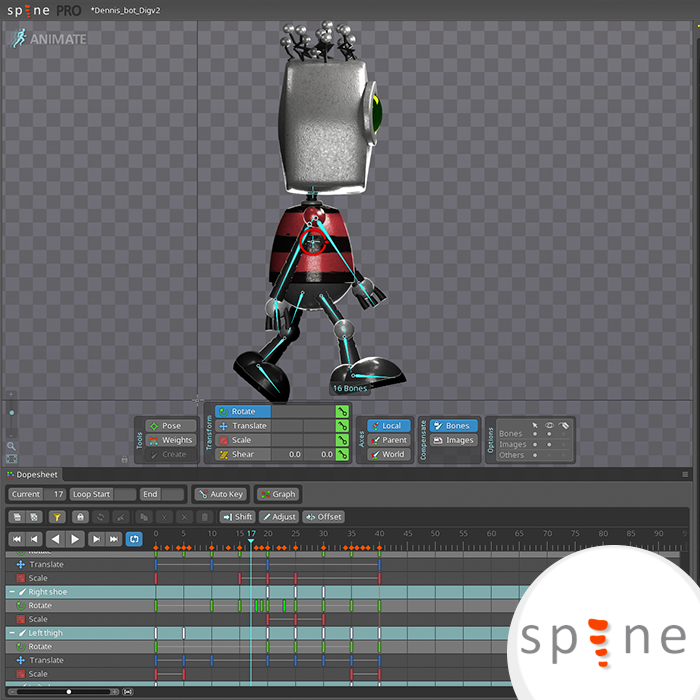 spine PRO *Dennis_bot_Digv2
ANIMATE
16 Bones
Tools
Pose
Weights
Create
Transform
Rotate
Translate
Scale
Shear 0.0 0.0
Axes
Local
Parent
World
Compensate
Bones
Images
Options
Bones
Images
Others
Dopesheet
Current 17 Loop Start End Auto Key Graph
Shift Adjust Offset
0 5 10 15 17 20 25 30 35 40 45 50 55 60 65 70 75 80 85 90
Rotate
Translate
Scale
Right shoe
Rotate
Scale
Left thigh
Rotate
Translate
Scale
spine